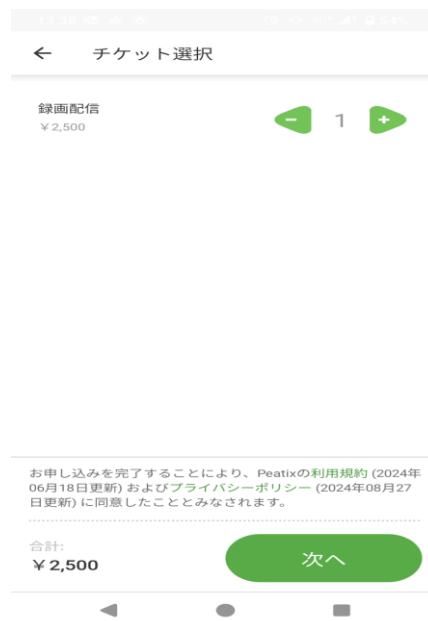 チケット選択
録画配信
¥2,500
1
お申し込みを完了することにより、Peatixの利用規約 (2024年
06月18日更新) およびプライバシーポリシー (2024年08月27
日更新) に同意したこととみなされます。
合計:
¥2,500
次へ